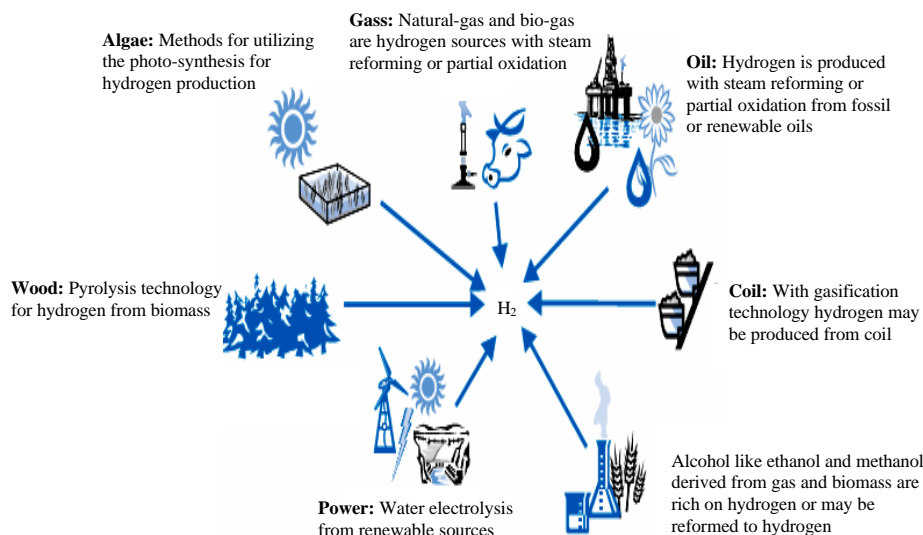 Gass: Natural-gas and bio-gas
are hydrogen sources with steam
reforming or partial oxidation
Algae: Methods for utilizing
the photo-synthesis for
hydrogen production
Oil: Hydrogen is produced
with steam reforming or
partial oxidation from fossil
or renewable oils
Wood: Pyrolysis technology
for hydrogen from biomass
H₂
Coil: With gasification
technology hydrogen may
be produced from coil
Power: Water electrolysis
from renewable sources
Alcohol like ethanol and methanol
derived from gas and biomass are
rich on hydrogen or may be
reformed to hydrogen